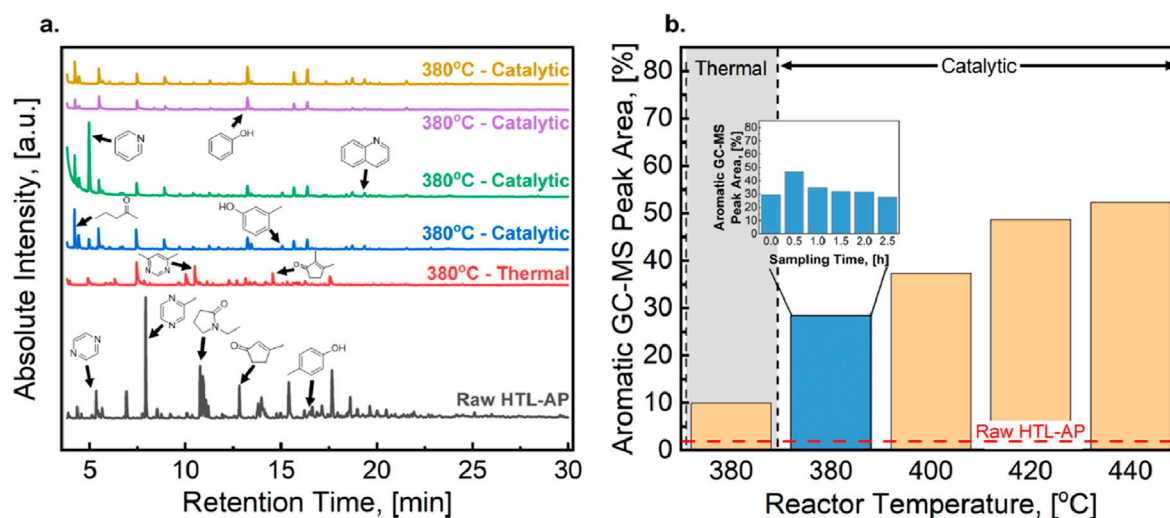 a.
Absolute Intensity, [a.u.]
380°C - Catalytic
380°C - Catalytic
N
OH
N
380°C - Catalytic
O
HO
380°C - Catalytic
N N
O
380°C - Thermal
N
N
N
N
O
N
O
OH
Raw HTL-AP
5 10 15 20 25 30
Retention Time, [min]
b.
Aromatic GC-MS Peak Area, [%]
80
70
60
50
40
30
20
10
0
Thermal
Catalytic
Aromatic GC-MS
Peak Area, [%]
80
70
60
50
40
30
20
10
0
0.0 0.5 1.0 1.5 2.0 2.5
Sampling Time, [h]
Raw HTL-AP
380 380 400 420 440
Reactor Temperature, [°C]